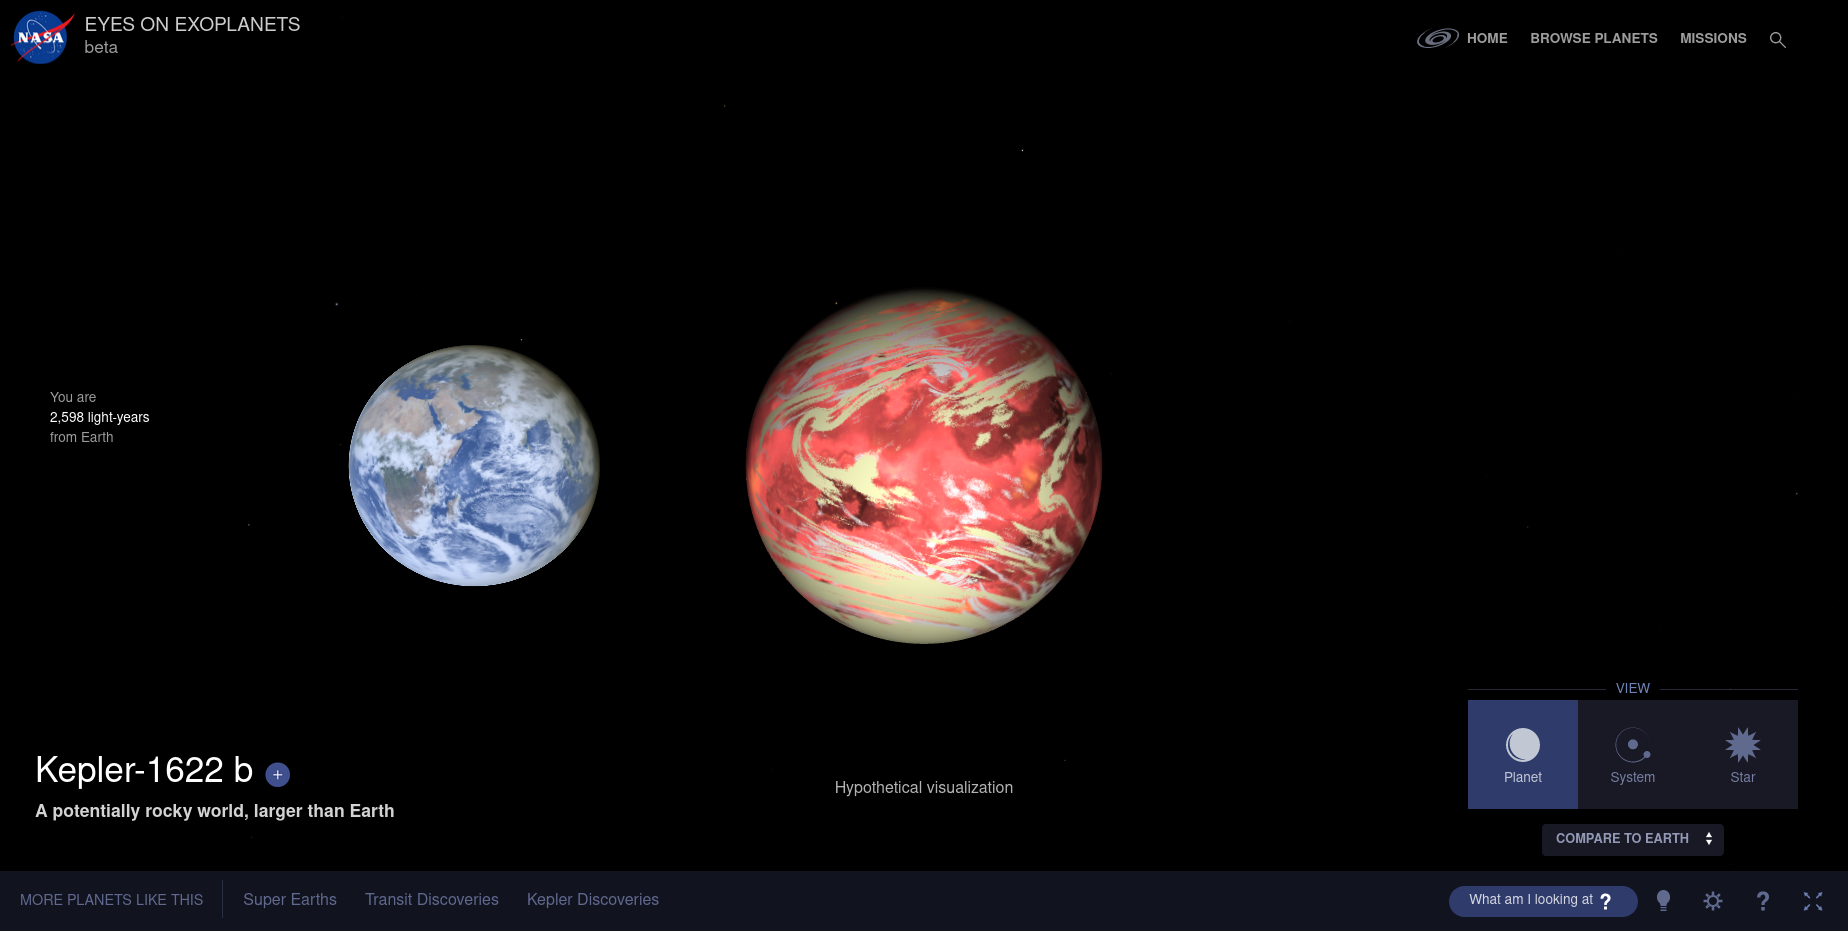 NASA
EYES ON EXOPLANETS
beta
HOME
BROWSE PLANETS
MISSIONS
You are
2,598 light-years
from Earth
Kepler-1622 b +
A potentially rocky world, larger than Earth
Hypothetical visualization
VIEW
Planet
System
Star
COMPARE TO EARTH
MORE PLANETS LIKE THIS
Super Earths
Transit Discoveries
Kepler Discoveries
What am I looking at ?
?